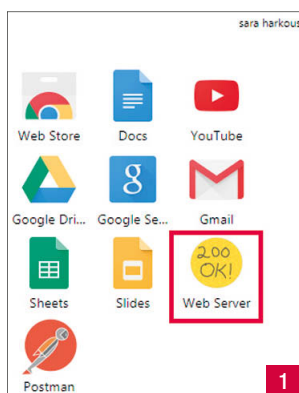 sara harkous
Web Store Docs YouTube
8
Google Dri... Google Se... Gmail
200
OK!
Sheets Slides Web Server
Postman
1